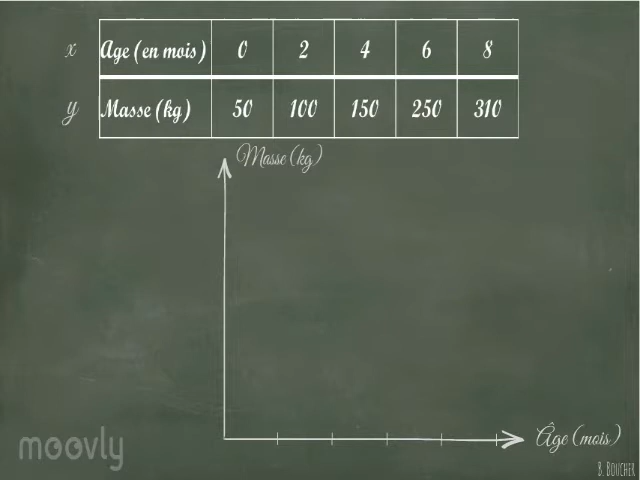 x Age (en mois) 0 2 4 6 8
y Masse (kg) 50 100 150 250 310
Masse (kg)
Âge (mois)
moovly
B. Boucher